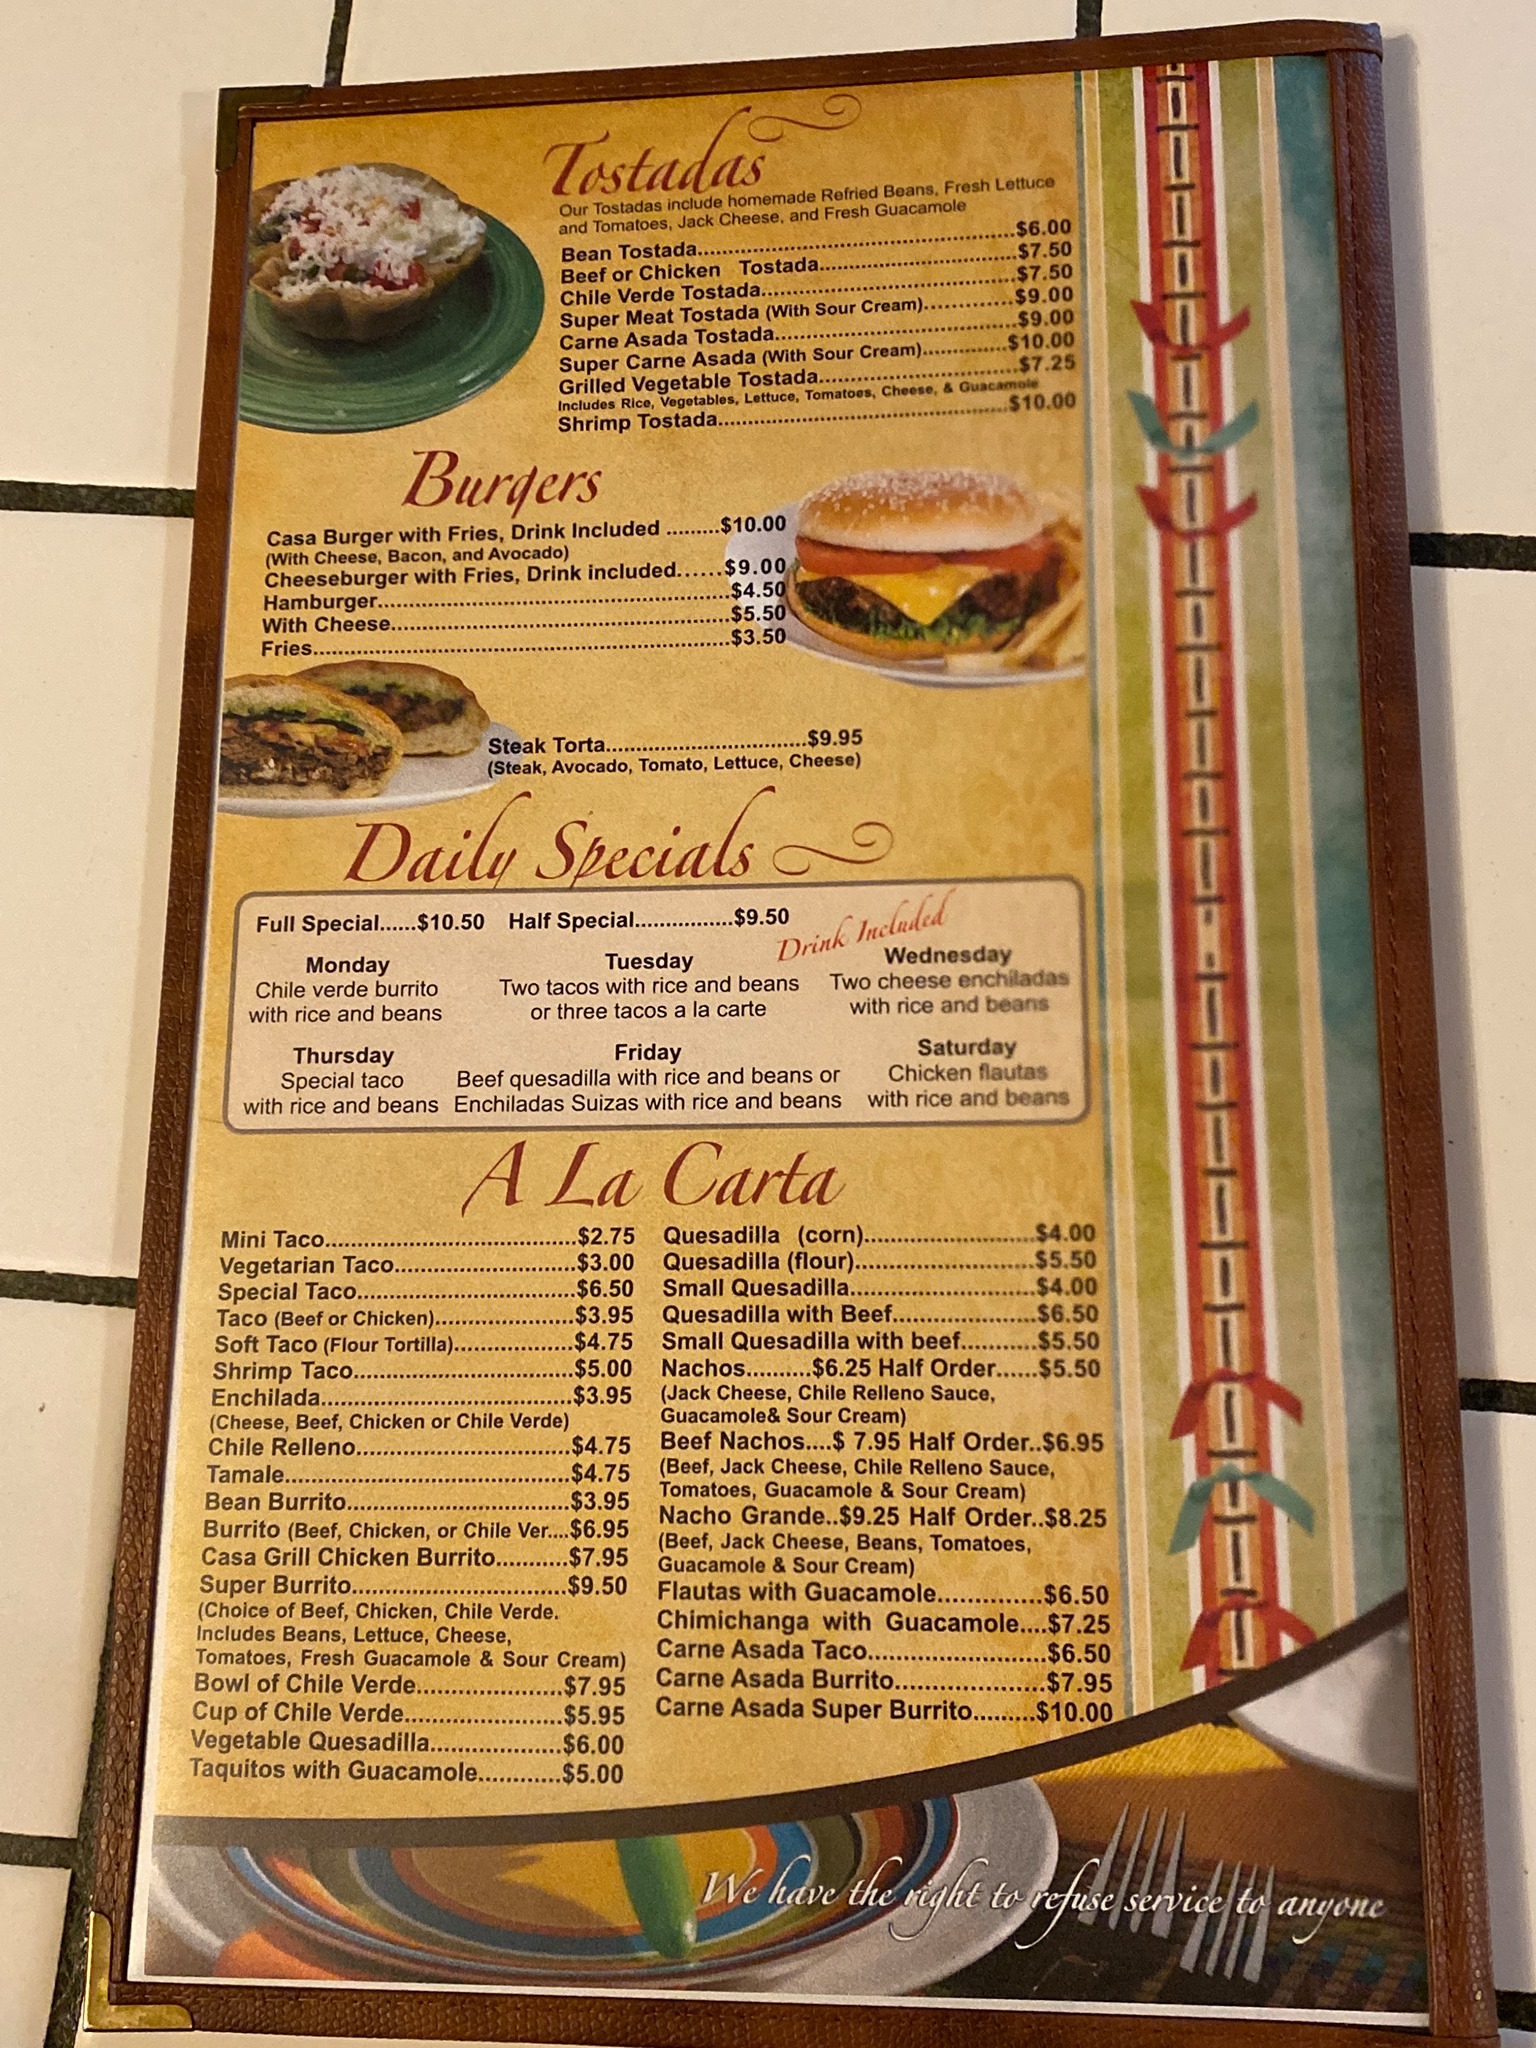 Tostadas
Our Tostadas include homemade Refried Beans, Fresh Lettuce
and Tomatoes, Jack Cheese, and Fresh Guacamole
Bean Tostada..........$6.00
Beef or Chicken Tostada..........$7.50
Chile Verde Tostada..........$7.50
Super Meat Tostada (With Sour Cream)..........$9.00
Carne Asada Tostada..........$9.00
Super Carne Asada (With Sour Cream)..........$10.00
Grilled Vegetable Tostada..........$7.25
Includes Rice, Vegetables, Lettuce, Tomatoes, Cheese, & Guacamole
Shrimp Tostada..........$10.00
Burgers
Casa Burger with Fries, Drink Included .........$10.00
(With Cheese, Bacon, and Avocado)
Cheeseburger with Fries, Drink included......$9.00
Hamburger..........$4.50
With Cheese..........$5.50
Fries..........$3.50
Steak Torta..........$9.95
(Steak, Avocado, Tomato, Lettuce, Cheese)
Daily Specials
Full Special......$10.50 Half Special...............$9.50
Drink Included
Monday
Chile verde burrito
with rice and beans
Tuesday
Two tacos with rice and beans
or three tacos a la carte
Wednesday
Two cheese enchiladas
with rice and beans
Thursday
Special taco
with rice and beans
Friday
Beef quesadilla with rice and beans or
Enchiladas Suizas with rice and beans
Saturday
Chicken flautas
with rice and beans
A La Carta
Mini Taco..........$2.75
Vegetarian Taco..........$3.00
Special Taco..........$6.50
Taco (Beef or Chicken)..........$3.95
Soft Taco (Flour Tortilla)..........$4.75
Shrimp Taco..........$5.00
Enchilada..........$3.95
(Cheese, Beef, Chicken or Chile Verde)
Chile Relleno..........$4.75
Tamale..........$4.75
Bean Burrito..........$3.95
Burrito (Beef, Chicken, or Chile Ver....$6.95
Casa Grill Chicken Burrito..........$7.95
Super Burrito..........$9.50
(Choice of Beef, Chicken, Chile Verde.
Includes Beans, Lettuce, Cheese,
Tomatoes, Fresh Guacamole & Sour Cream)
Bowl of Chile Verde..........$7.95
Cup of Chile Verde..........$5.95
Vegetable Quesadilla..........$6.00
Taquitos with Guacamole..........$5.00
Quesadilla (corn)..........$4.00
Quesadilla (flour)..........$5.50
Small Quesadilla..........$4.00
Quesadilla with Beef..........$6.50
Small Quesadilla with beef..........$5.50
Nachos..........$6.25 Half Order......$5.50
(Jack Cheese, Chile Relleno Sauce,
Guacamole& Sour Cream)
Beef Nachos....$ 7.95 Half Order..$6.95
(Beef, Jack Cheese, Chile Relleno Sauce,
Tomatoes, Guacamole & Sour Cream)
Nacho Grande..$9.25 Half Order..$8.25
(Beef, Jack Cheese, Beans, Tomatoes,
Guacamole & Sour Cream)
Flautas with Guacamole..........$6.50
Chimichanga with Guacamole....$7.25
Carne Asada Taco..........$6.50
Carne Asada Burrito..........$7.95
Carne Asada Super Burrito.........$10.00
We have the right to refuse service to anyone